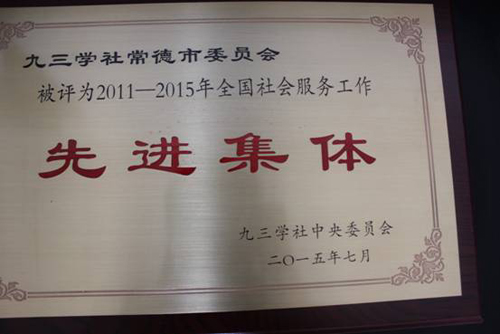 九三学社常德市委员会
被评为2011—2015年全国社会服务工作
先进集体
九三学社中央委员会
二〇一五年七月